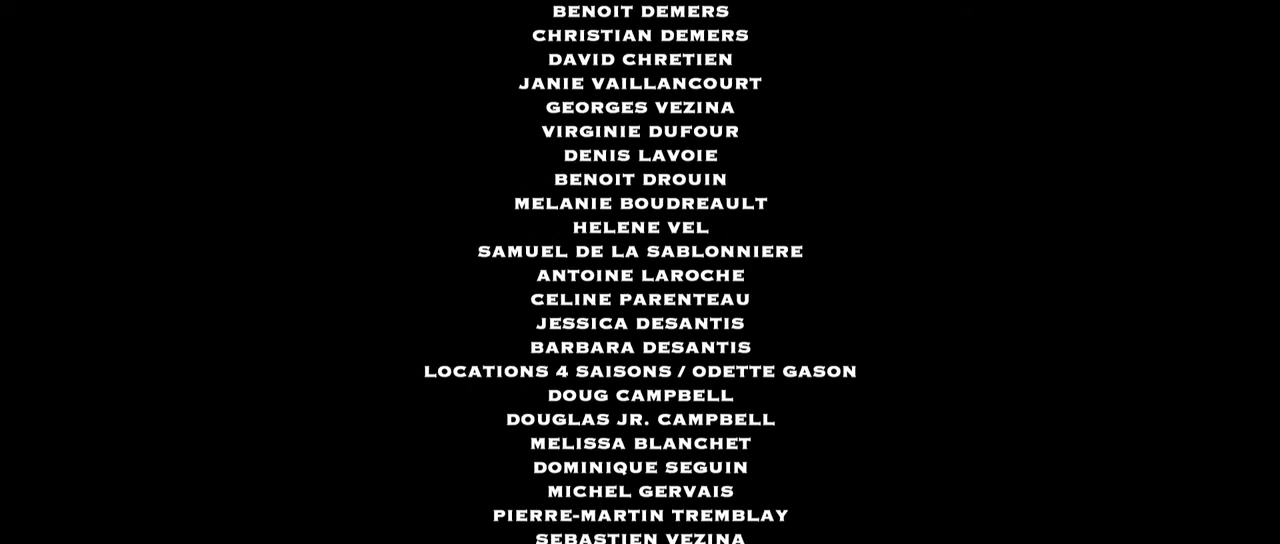 BENOIT DEMERS
CHRISTIAN DEMERS
DAVID CHRETIEN
JANIE VAILLANCOURT
GEORGES VEZINA
VIRGINIE DUFOUR
DENIS LAVOIE
BENOIT DROUIN
MELANIE BOUDREAULT
HELENE VEL
SAMUEL DE LA SABLONNIERE
ANTOINE LAROCHE
CELINE PARENTEAU
JESSICA DESANTIS
BARBARA DESANTIS
LOCATIONS 4 SAISONS / ODETTE GASON
DOUG CAMPBELL
DOUGLAS JR. CAMPBELL
MELISSA BLANCHET
DOMINIQUE SEGUIN
MICHEL GERVAIS
PIERRE-MARTIN TREMBLAY
SEBASTIEN VEZINA